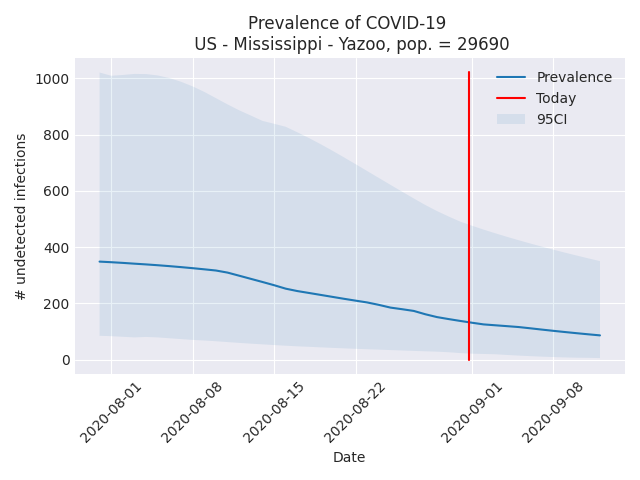 Prevalence of COVID-19
US - Mississippi - Yazoo, pop. = 29690
Prevalence
Today
95CI
# undetected infections
1000
800
600
400
200
0
2020-08-01
2020-08-08
2020-08-15
2020-08-22
2020-09-01
2020-09-08
Date